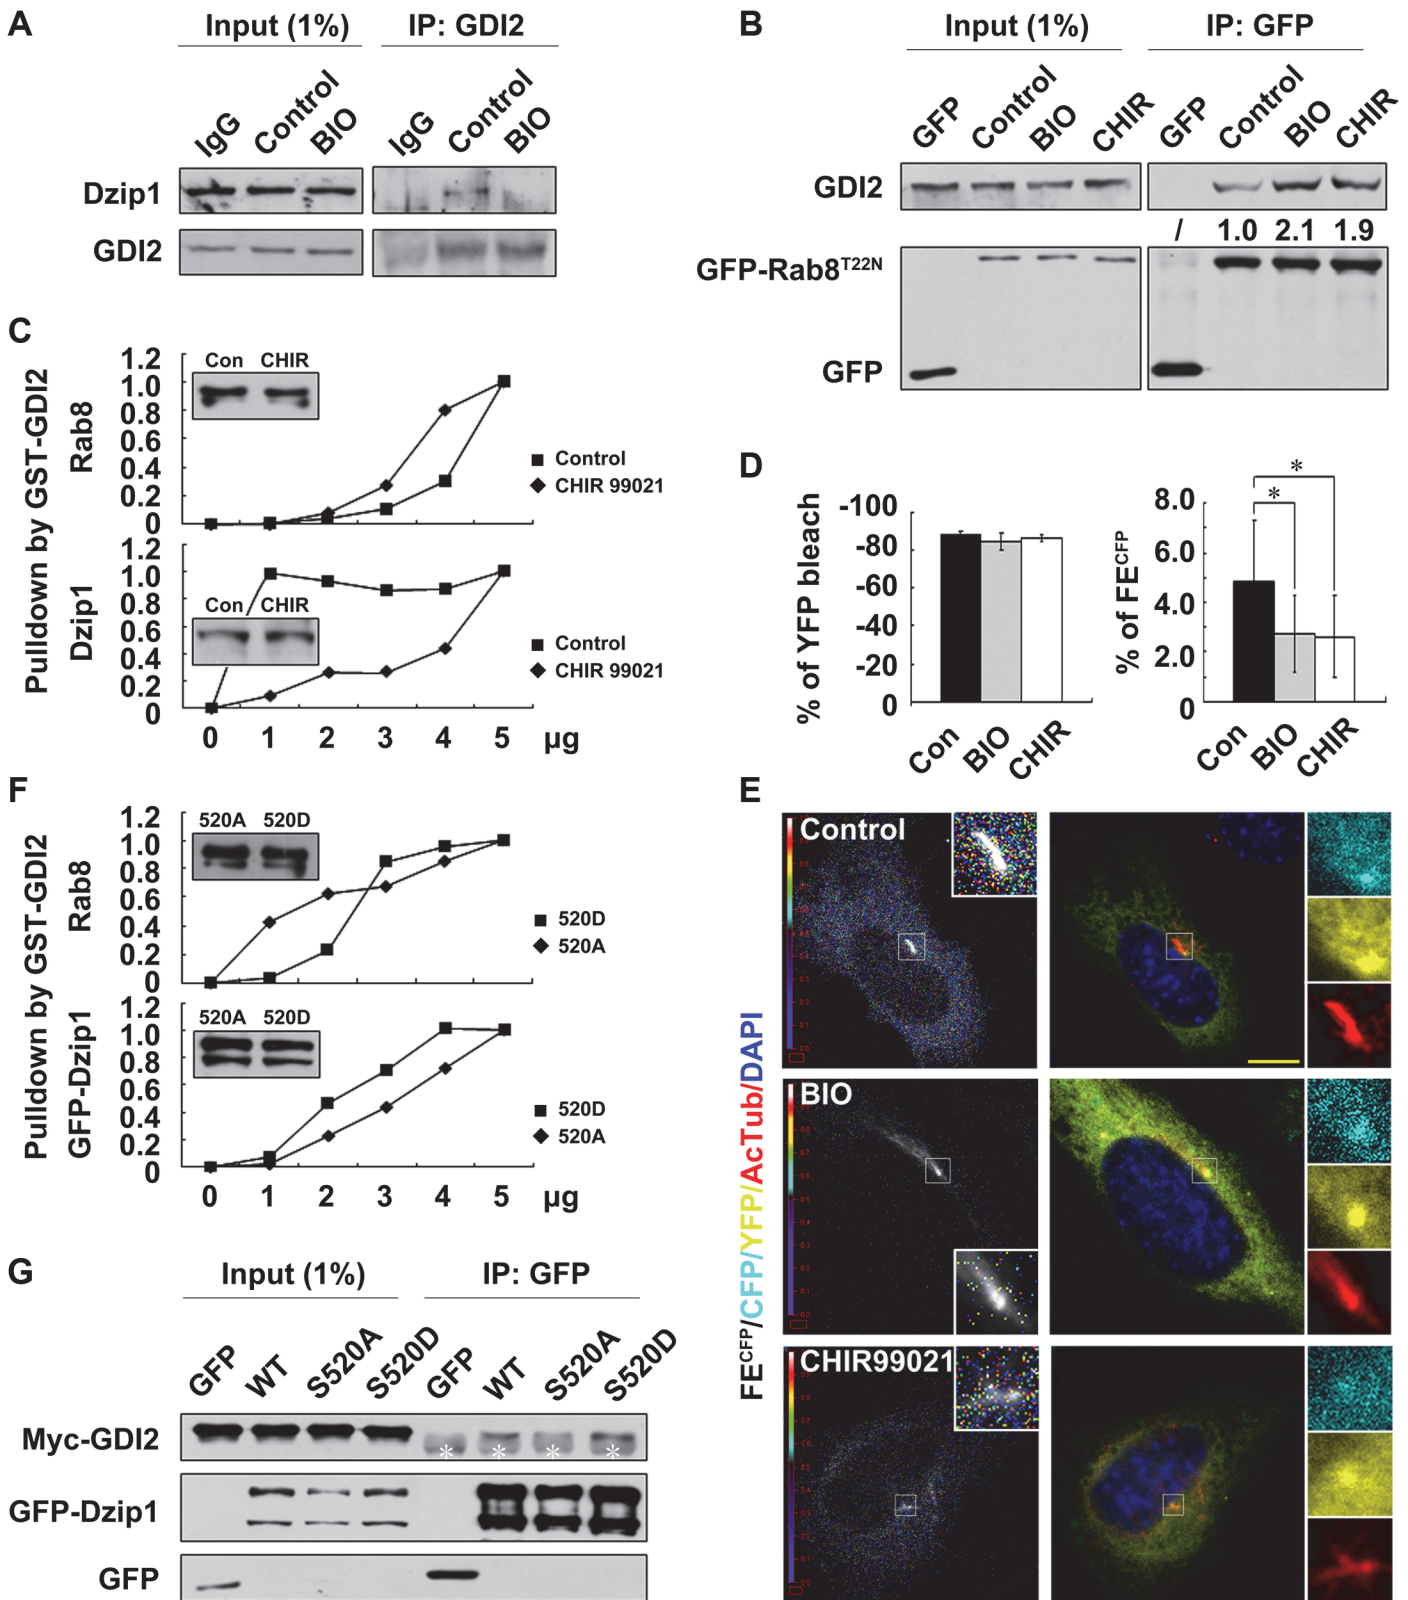 A
Input (1%)
IP: GDI2
IgG
Control
BIO
IgG
Control
BIO
Dzip1
GDI2
B
Input (1%)
IP: GFP
GFP
Control
BIO
CHIR
GFP
Control
BIO
CHIR
GDI2
/ 1.0 2.1 1.9
GFP-Rab8T22N
GFP
C
Pulldown by GST-GDI2
Rab8
1.2
1.0
0.8
0.6
0.4
0.2
0
Con CHIR
Control
CHIR 99021
Dzip1
1.2
1.0
0.8
0.6
0.4
0.2
0
Con CHIR
Control
CHIR 99021
0 1 2 3 4 5 µg
D
% of YFP bleach
-100
-80
-60
-40
-20
0
Con
BIO
CHIR
% of FECFP
8.0
6.0
4.0
2.0
0
*
*
Con
BIO
CHIR
F
Pulldown by GST-GDI2
Rab8
1.2
1.0
0.8
0.6
0.4
0.2
0
520A 520D
520D
520A
GFP-Dzip1
1.2
1.0
0.8
0.6
0.4
0.2
0
520A 520D
520D
520A
0 1 2 3 4 5 µg
E
FECFP/CFP/YFP/AcTub/DAPI
Control
BIO
CHIR99021
G
Input (1%)
IP: GFP
GFP
WT
S520A
S520D
GFP
WT
S520A
S520D
Myc-GDI2
* * * *
GFP-Dzip1
GFP